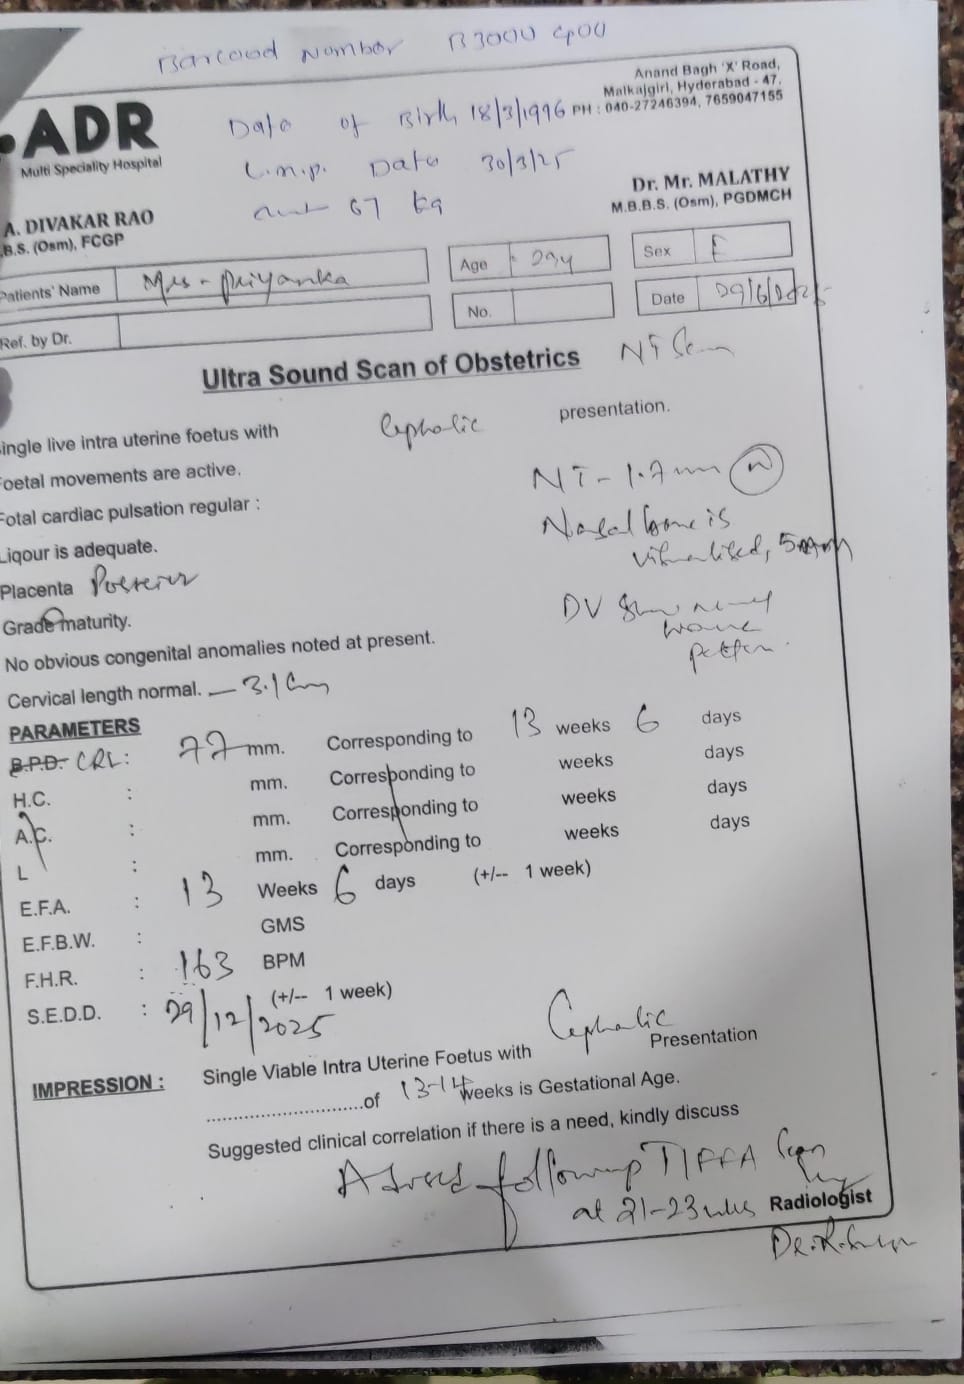 Barcood Number B3000 4P00
Anand Bagh 'X' Road,
Malkajgiri, Hyderabad - 47.
PH : 040-27246394, 7659047155
ADR
Multi Speciality Hospital
Date of Birth 18/3/1996
L.m.p. Date 30/3/25
67 kg
Dr. Mr. MALATHY
M.B.B.S. (Osm), PGDMCH
A. DIVAKAR RAO
B.S. (Osm), FCGP
Patients' Name Mrs - Priyanka
Age 29y
Sex F
Ref. by Dr.
No.
Date 29/6/2025
Ultra Sound Scan of Obstetrics NT Scan
ingle live intra uterine foetus with Cephalic presentation.
Foetal movements are active.
NT - 1.7mm N
Fotal cardiac pulsation regular :
Nasal bone is
visualised,
Liqour is adequate.
Placenta Posterior
DV
wave
pattern.
Grade 0 maturity.
No obvious congenital anomalies noted at present.
Cervical length normal. – 3.1 cm
PARAMETERS
B.P.D. CRL : 77 mm. Corresponding to 13 weeks 6 days
H.C. : mm. Corresponding to weeks days
A.C. : mm. Corresponding to weeks days
L : mm. Corresponding to weeks days
E.F.A. : 13 Weeks 6 days (+/-- 1 week)
E.F.B.W. : GMS
F.H.R. : 163 BPM
S.E.D.D. : 29/12/2025 (+/-- 1 week)
IMPRESSION : Single Viable Intra Uterine Foetus with Cephalic Presentation
..............................of 13-14 weeks is Gestational Age.
Suggested clinical correlation if there is a need, kindly discuss
Advised followup TIFFA Scan
at 21-23 wks Radiologist
Dr. R.